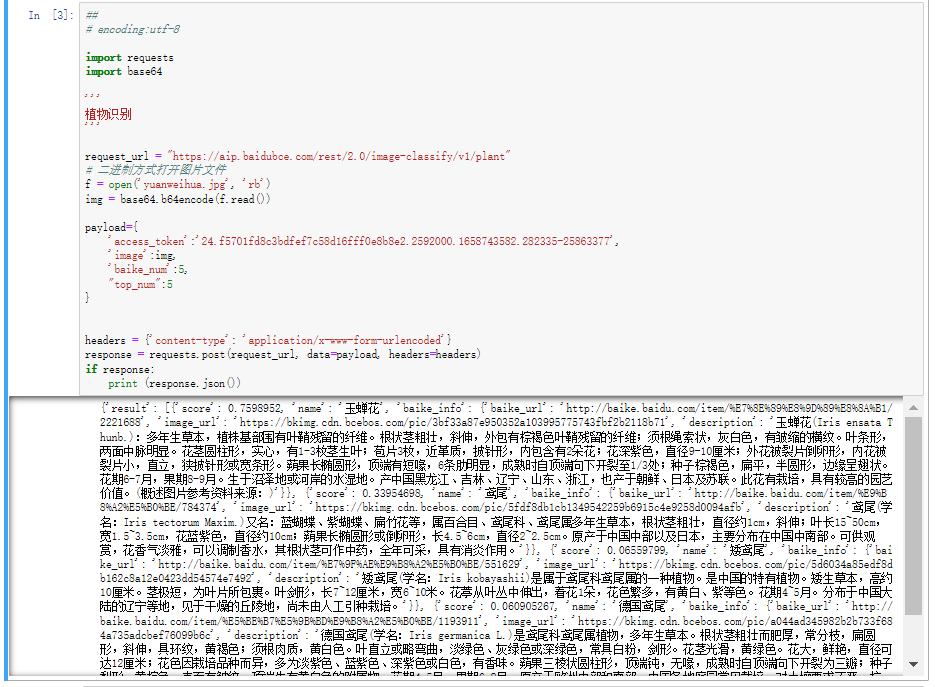 In [3]:
##
# encoding:utf-8
import requests
import base64
'''
植物识别
'''
request_url = "https://aip.baidubce.com/rest/2.0/image-classify/v1/plant"
# 二进制方式打开图片文件
f = open('yuanweihua.jpg', 'rb')
img = base64.b64encode(f.read())
payload={
'access_token':'24.f5701fd8c3bdfef7c58d16fff0e8b8e2.2592000.1658743582.282335-25863377',
'image':img,
'baike_num':5,
"top_num":5
}
headers = {'content-type': 'application/x-www-form-urlencoded'}
response = requests.post(request_url, data=payload, headers=headers)
if response:
print (response.json())
{'result': [{'score': 0.7598952, 'name': '玉蝉花', 'baike_info': {'baike_url': 'http://baike.baidu.com/item/%E7%8E%89%E8%9D%89%E8%8A%B1/
2221688', 'image_url': 'https://bkimg.cdn.bcebos.com/pic/3bf33a87e950352a103995775743fbf2b2118b71', 'description': '玉蝉花(Iris ensata T
hunb.)：多年生草本，植株基部围有叶鞘残留的纤维。根状茎粗壮，斜伸，外包有棕褐色叶鞘残留的纤维；须根绳索状，灰白色，有皱缩的横纹。叶条形，
两面中脉明显。花茎圆柱形，实心，有1-3枚茎生叶；苞片3枚，近革质，披针形，内包含有2朵花；花深紫色，直径9-10厘米；外花被裂片倒卵形，内花被
裂片小，直立，狭披针形或宽条形。蒴果长椭圆形，顶端有短喙，6条肋明显，成熟时自顶端向下开裂至1/3处；种子棕褐色，扁平，半圆形，边缘呈翅状。
花期6-7月，果期8-9月。生于沼泽地或河岸的水湿地。产中国黑龙江、吉林、辽宁、山东、浙江，也产于朝鲜、日本及苏联。此花有栽培，具有较高的园艺
价值。(概述图片参考资料来源：)'}}, {'score': 0.33954698, 'name': '鸢尾', 'baike_info': {'baike_url': 'http://baike.baidu.com/item/%E9%B
8%A2%E5%B0%BE/784374', 'image_url': 'https://bkimg.cdn.bcebos.com/pic/5fdf8db1cb1349542259b6915c4e9258d0094afb', 'description': '鸢尾(学
名：Iris tectorum Maxim.)又名：蓝蝴蝶、紫蝴蝶、扁竹花等，属百合目、鸢尾科、鸢尾属多年生草本，根状茎粗壮，直径约1cm，斜伸；叶长15~50cm，
宽1.5~3.5cm，花蓝紫色，直径约10cm；蒴果长椭圆形或倒卵形，长4.5~6cm，直径2~2.5cm。原产于中国中部以及日本，主要分布在中国中南部。可供观
赏，花香气淡雅，可以调制香水，其根状茎可作中药，全年可采，具有消炎作用。'}}, {'score': 0.06559799, 'name': '矮鸢尾', 'baike_info': {'bai
ke_url': 'http://baike.baidu.com/item/%E7%9F%AE%E9%B8%A2%E5%B0%BE/551629', 'image_url': 'https://bkimg.cdn.bcebos.com/pic/5d6034a85edf8d
b162c8a12e0423dd54574e7492', 'description': '矮鸢尾(学名：Iris kobayashii)是属于鸢尾科鸢尾属的一种植物。是中国的特有植物。矮生草本，高约
10厘米。茎极短，为叶片所包裹。叶剑形，长7~12厘米，宽6~10米。花葶从叶丛中伸出，着花1朵，花色繁多，有黄白、紫等色。花期4~5月。分布于中国大
陆的辽宁等地，见于干燥的丘陵地，尚未由人工引种栽培。'}}, {'score': 0.060905267, 'name': '德国鸢尾', 'baike_info': {'baike_url': 'http://
baike.baidu.com/item/%E5%BE%B7%E5%9B%BD%E9%B8%A2%E5%B0%BE/1193911', 'image_url': 'https://bkimg.cdn.bcebos.com/pic/a044ad345982b2b733f68
4a735adcbef76099b6c', 'description': '德国鸢尾(学名：Iris germanica L.)是鸢尾科鸢尾属植物，多年生草本。根状茎粗壮而肥厚，常分枝，扁圆
形，斜伸，具环纹，黄褐色；须根肉质，黄白色。叶直立或略弯曲，淡绿色、灰绿色或深绿色，常具白粉，剑形。花茎光滑，黄绿色。花大，鲜艳，直径可
达12厘米；花色因栽培品种而异，多为淡紫色、蓝紫色、深紫色或白色，有香味。蒴果三棱状圆柱形，顶端钝，无喙，成熟时自顶端向下开裂为三瓣；种子